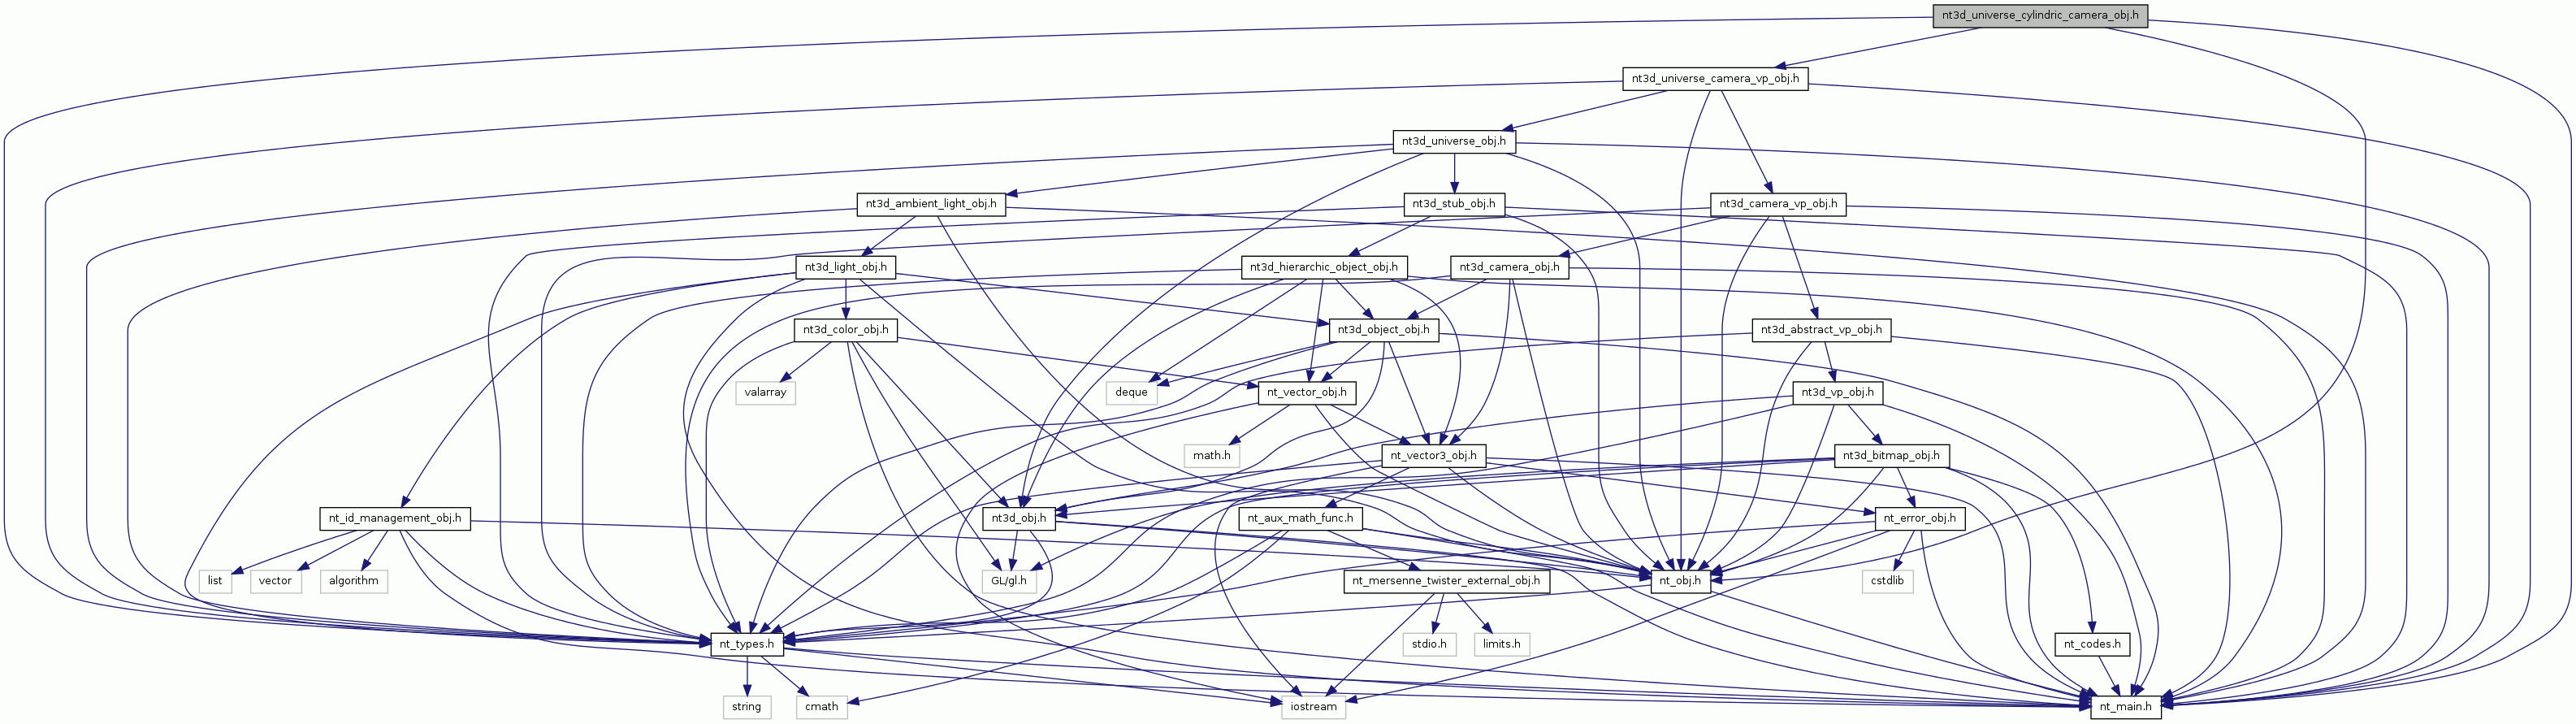 nt3d_universe_cylindric_camera_obj.h
nt3d_universe_camera_vp_obj.h
nt3d_universe_obj.h
nt3d_ambient_light_obj.h
nt3d_stub_obj.h
nt3d_camera_vp_obj.h
nt3d_light_obj.h
nt3d_hierarchic_object_obj.h
nt3d_camera_obj.h
nt3d_color_obj.h
nt3d_object_obj.h
nt3d_abstract_vp_obj.h
valarray
deque
nt_vector_obj.h
nt3d_vp_obj.h
math.h
nt_vector3_obj.h
nt3d_bitmap_obj.h
nt_id_management_obj.h
nt3d_obj.h
nt_aux_math_func.h
nt_error_obj.h
list
vector
algorithm
GL/gl.h
nt_mersenne_twister_external_obj.h
nt_obj.h
cstdlib
nt_types.h
stdio.h
limits.h
nt_codes.h
string
cmath
iostream
nt_main.h